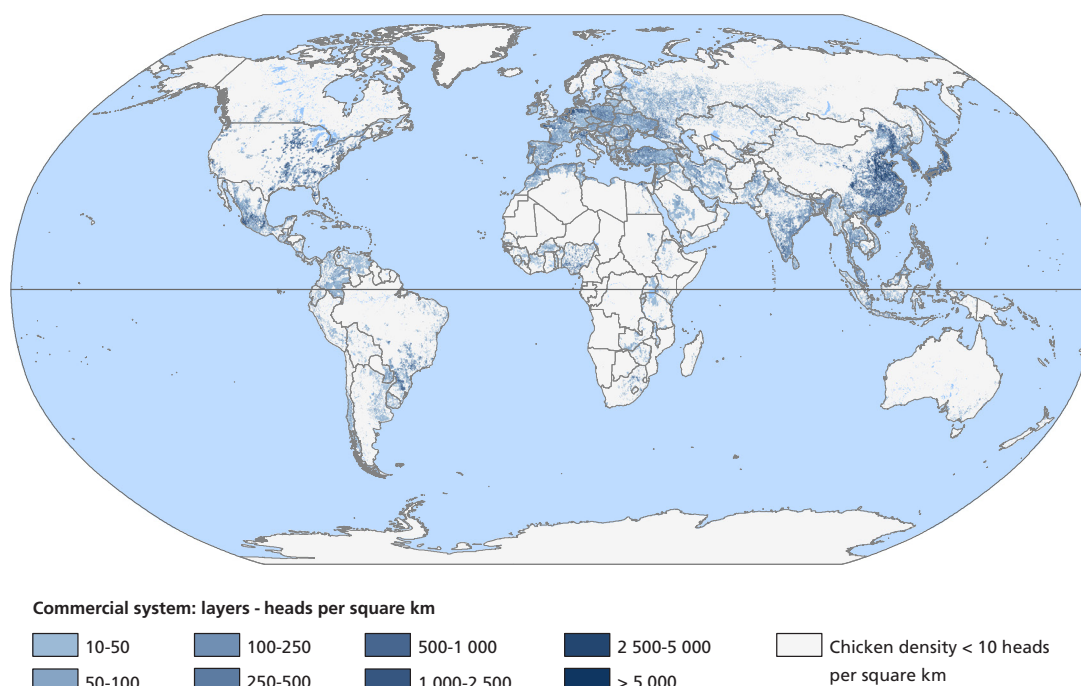 Commercial system: layers - heads per square km
10-50 100-250 500-1 000 2 500-5 000 Chicken density < 10 heads
per square km
50-100 250-500 1 000-2 500 > 5 000